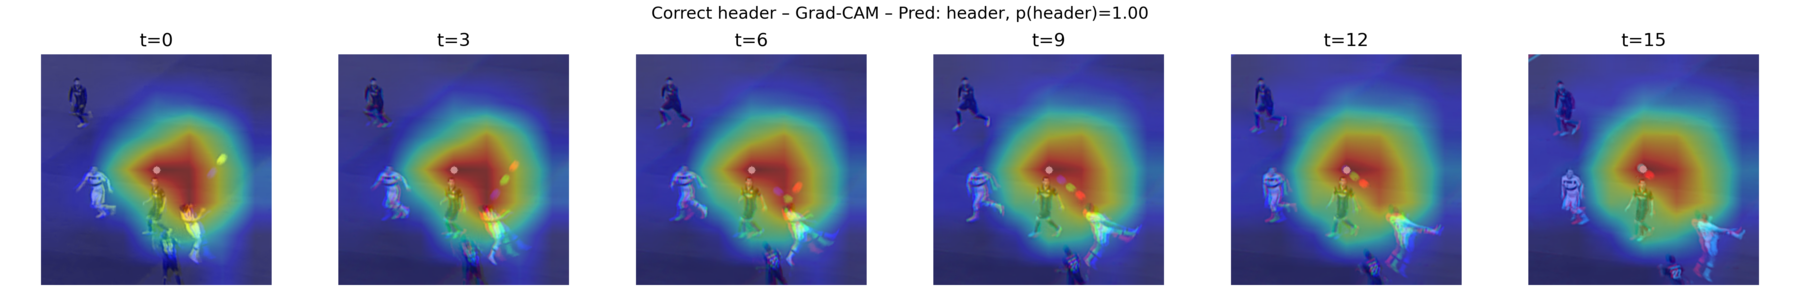 Correct header – Grad-CAM – Pred: header, p(header)=1.00
t=0 t=3 t=6 t=9 t=12 t=15